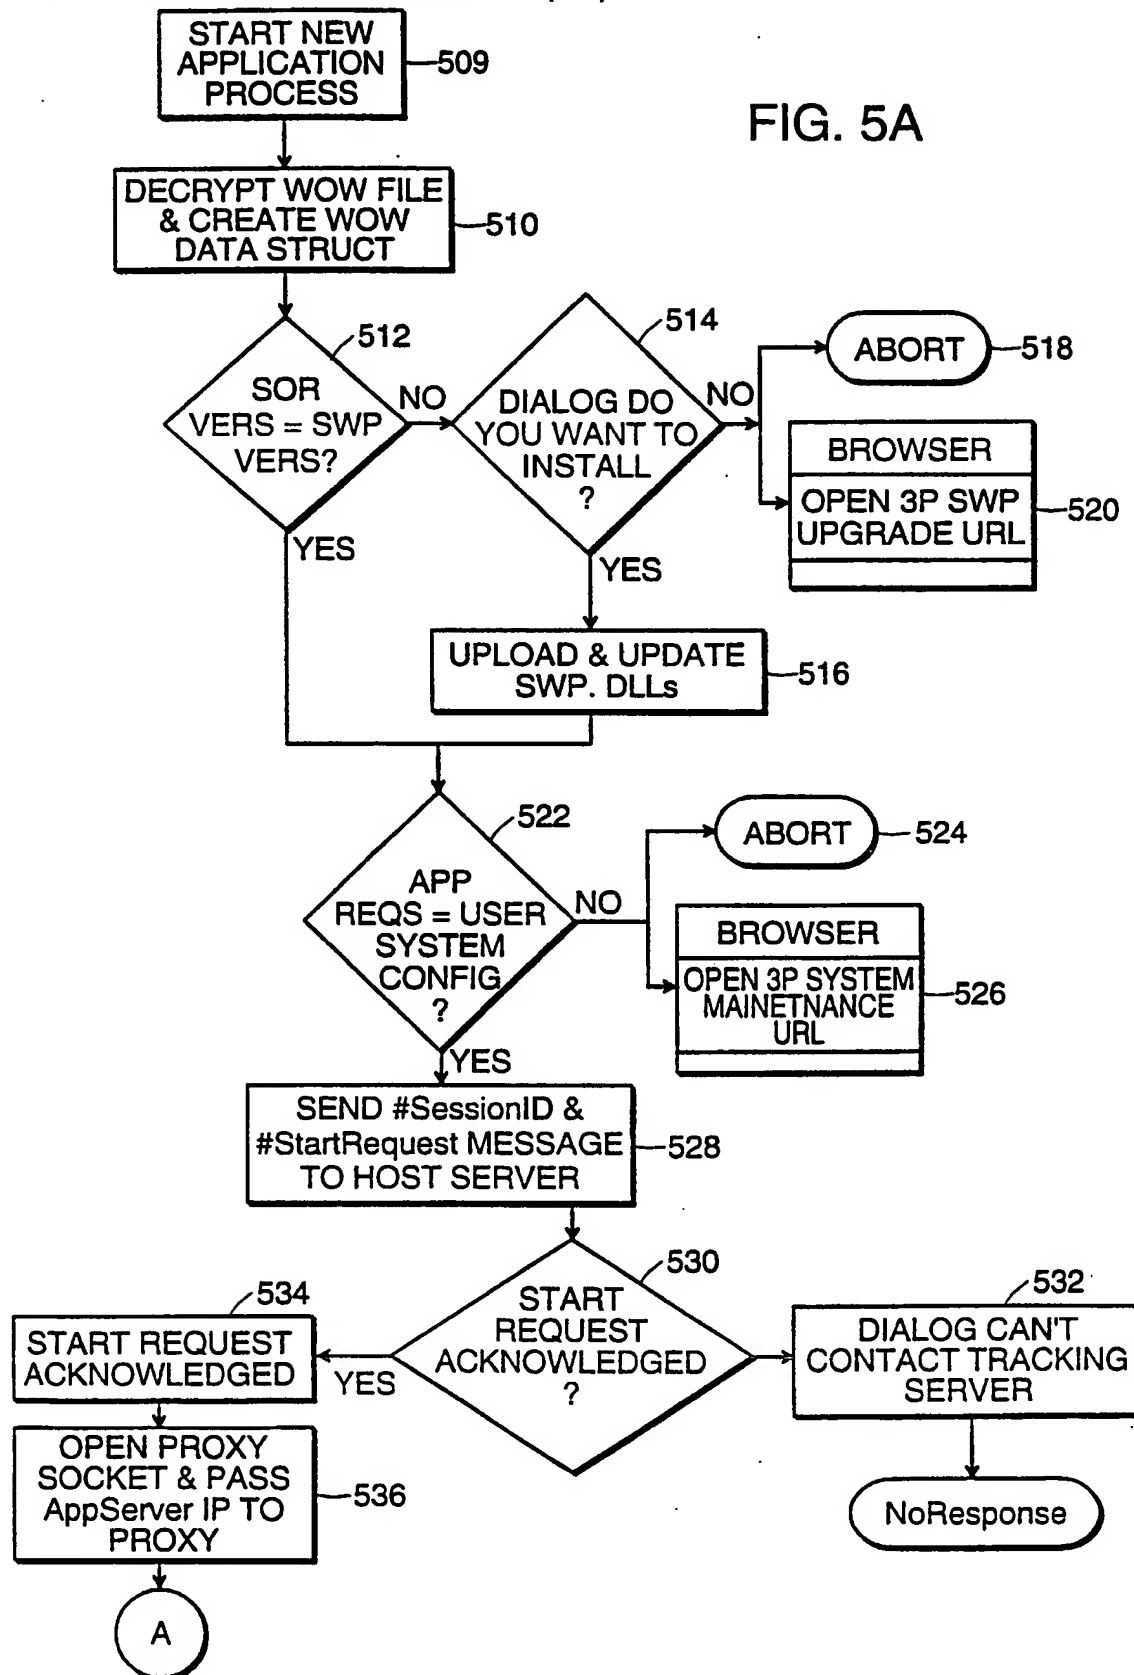 START NEW
APPLICATION
PROCESS
509
FIG. 5A
DECRYPT WOW FILE
& CREATE WOW
DATA STRUCT
510
512
SOR
VERS = SWP
VERS?
NO
YES
514
DIALOG DO
YOU WANT TO
INSTALL
?
NO
YES
ABORT
518
BROWSER
OPEN 3P SWP
UPGRADE URL
520
UPLOAD & UPDATE
SWP. DLLs
516
522
APP
REQS = USER
SYSTEM
CONFIG
?
NO
YES
ABORT
524
BROWSER
OPEN 3P SYSTEM
MAINETNANCE
URL
526
SEND #SessionID &
#StartRequest MESSAGE
TO HOST SERVER
528
530
START
REQUEST
ACKNOWLEDGED
?
YES
532
DIALOG CAN'T
CONTACT TRACKING
SERVER
NoResponse
534
START REQUEST
ACKNOWLEDGED
OPEN PROXY
SOCKET & PASS
AppServer IP TO
PROXY
536
A